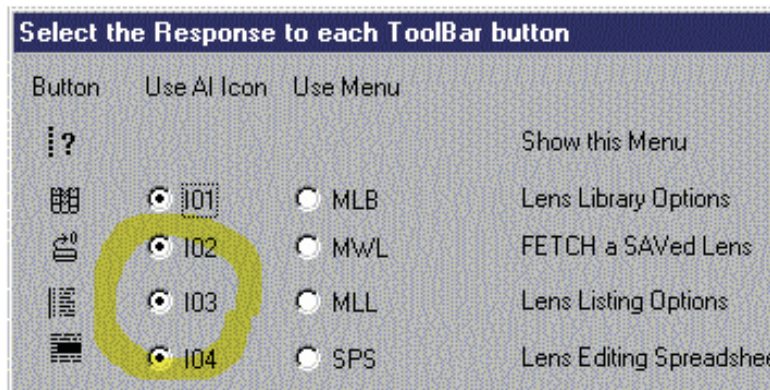 Select the Response to each ToolBar button
Button Use AI Icon Use Menu
? Show this Menu
I01 MLB Lens Library Options
I02 MWL FETCH a SAVed Lens
I03 MLL Lens Listing Options
I04 SPS Lens Editing Spreadshee